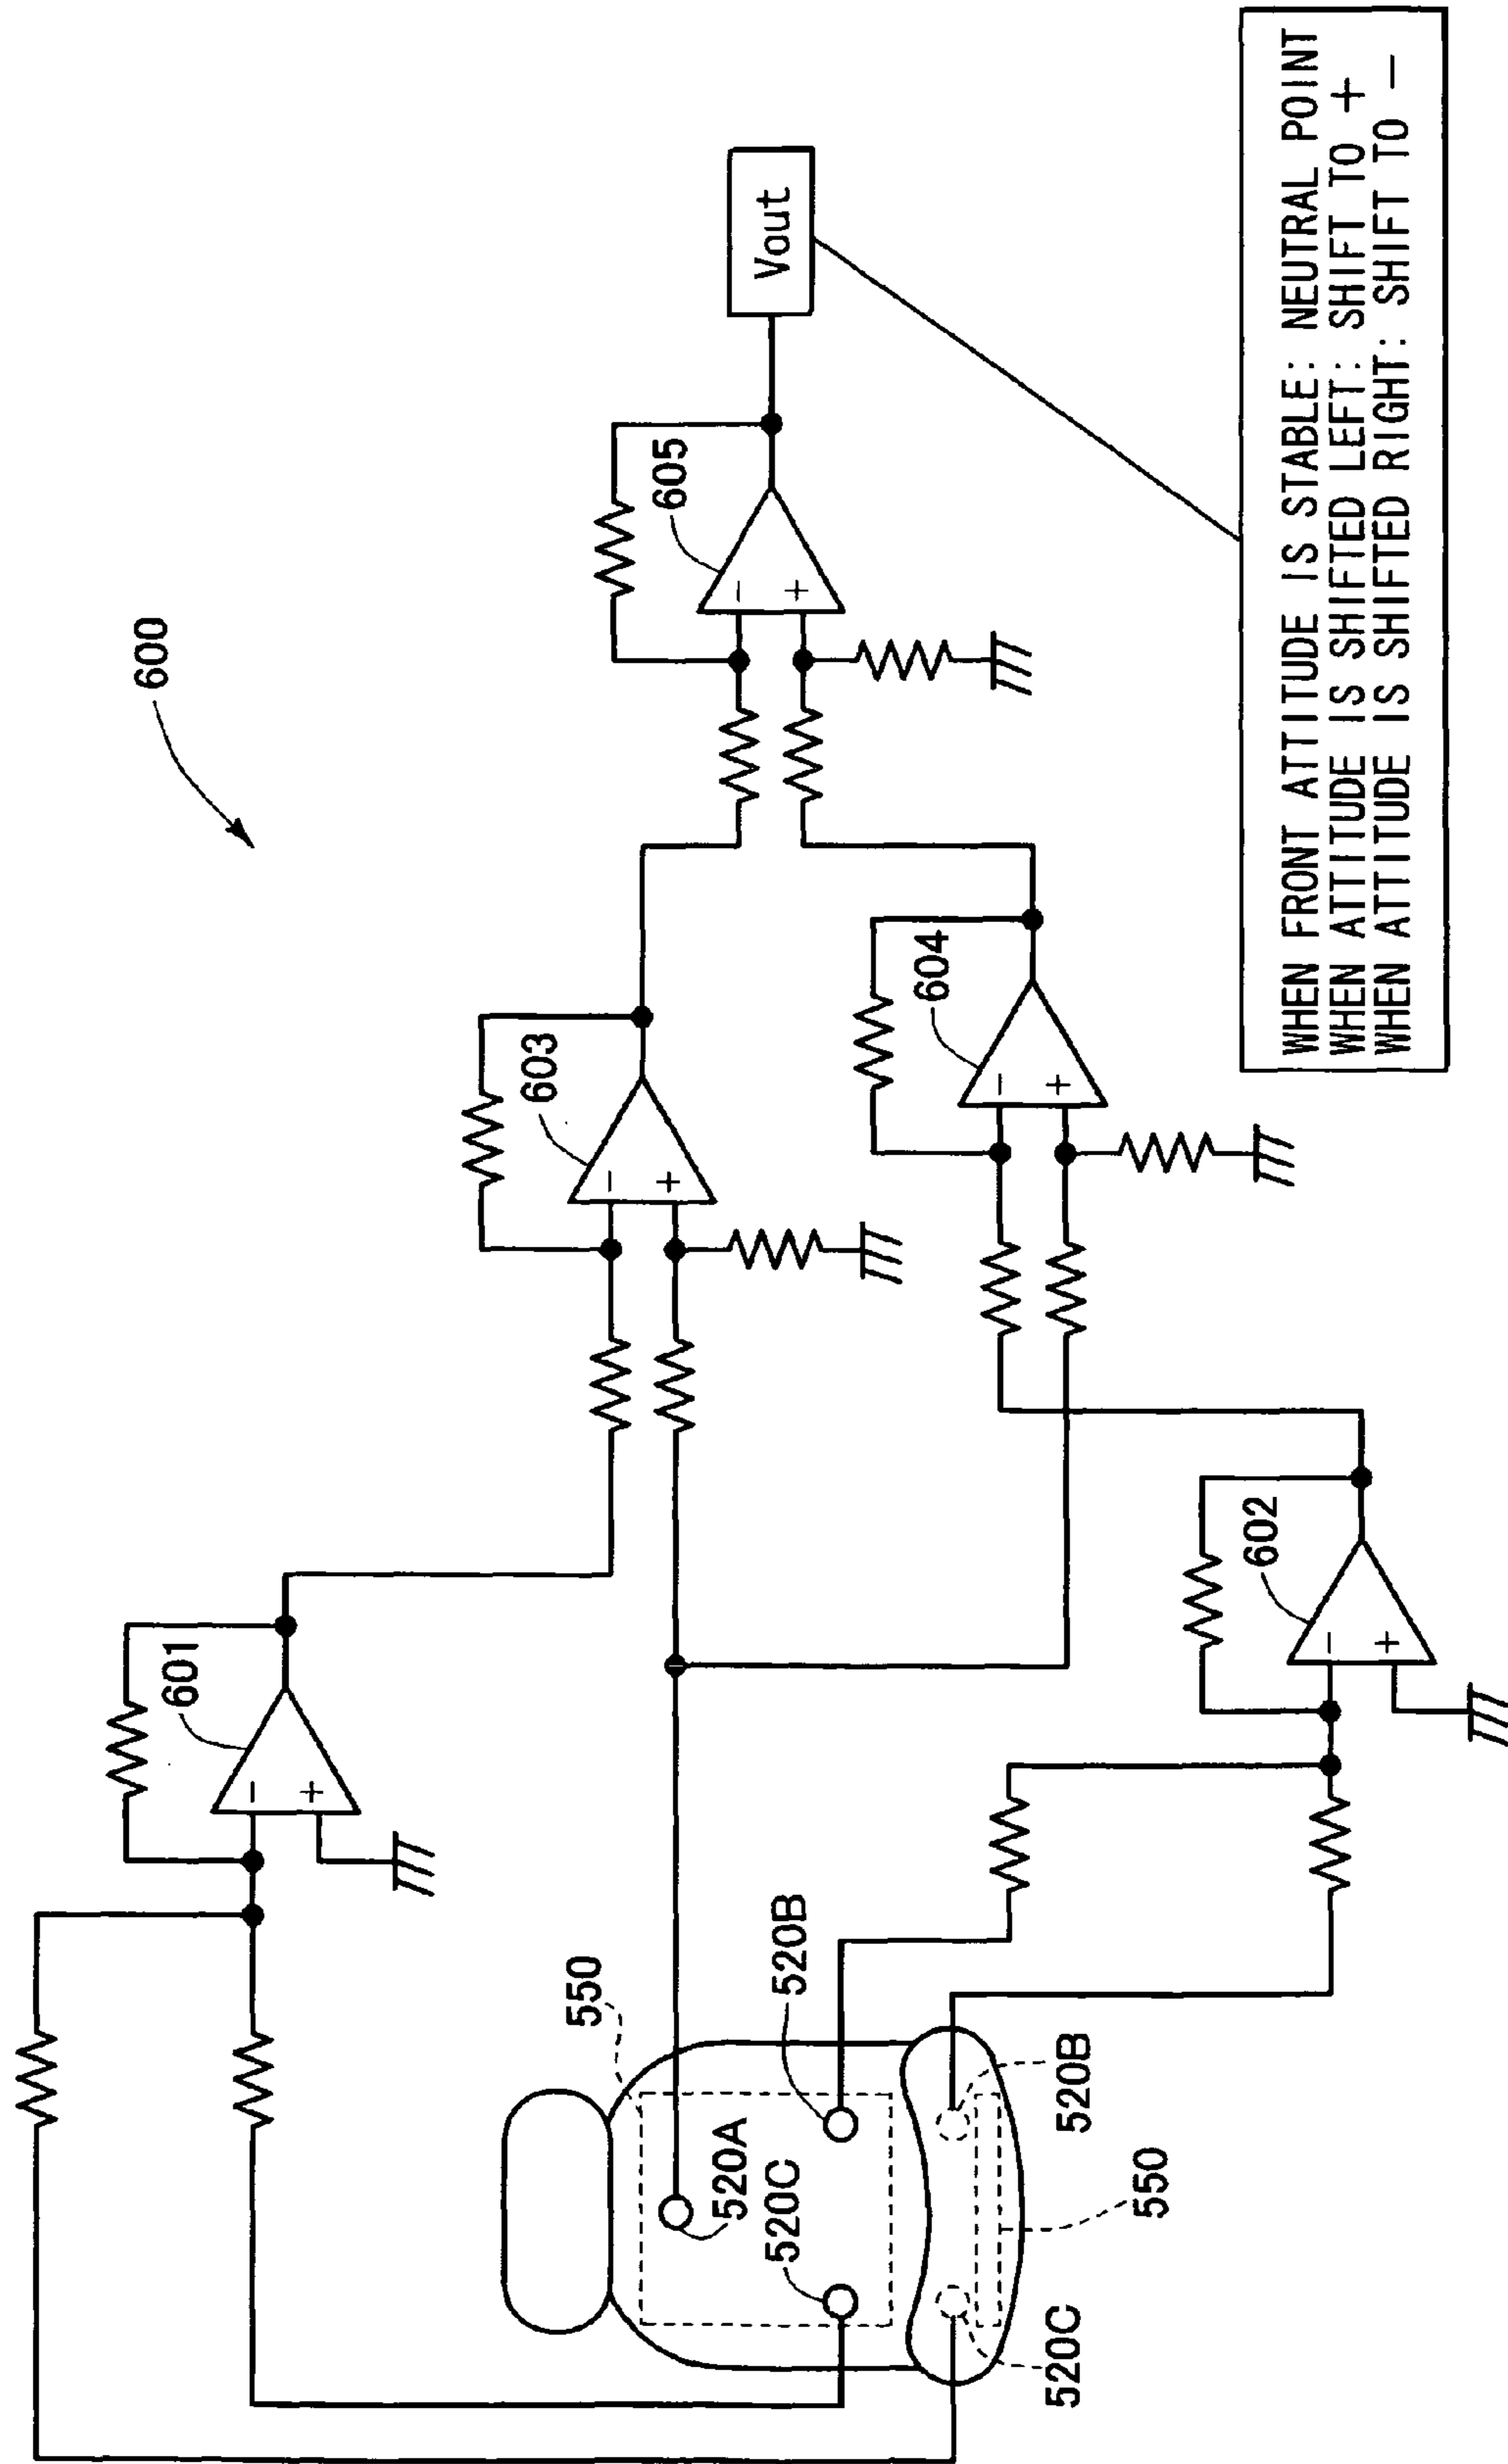 600
601
603
605
Vout
604
602
550
520A
520C
520B
520B
550
520C
WHEN FRONT ATTITUDE IS STABLE: NEUTRAL POINT
WHEN ATTITUDE IS SHIFTED LEFT: SHIFT TO +
WHEN ATTITUDE IS SHIFTED RIGHT: SHIFT TO −
−
+
−
+
−
+
−
+
−
+